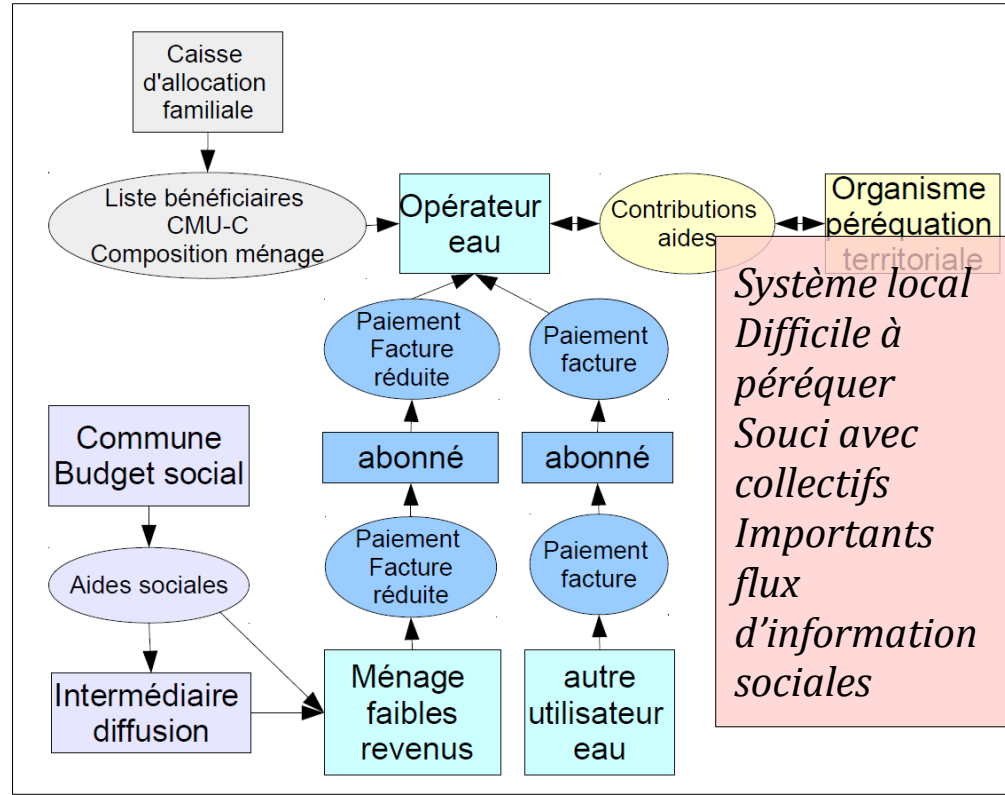 Caisse
d'allocation
familiale
Liste bénéficiaires
CMU-C
Composition ménage
Opérateur
eau
Contributions
aides
Organisme
péréquation
territoriale
Paiement
Facture
réduite
Paiement
facture
abonné
abonné
Paiement
Facture
réduite
Paiement
facture
Commune
Budget social
Aides sociales
Intermédiaire
diffusion
Ménage
faibles
revenus
autre
utilisateur
eau
Système local
Difficile à
péréquer
Souci avec
collectifs
Importants
flux
d’information
sociales